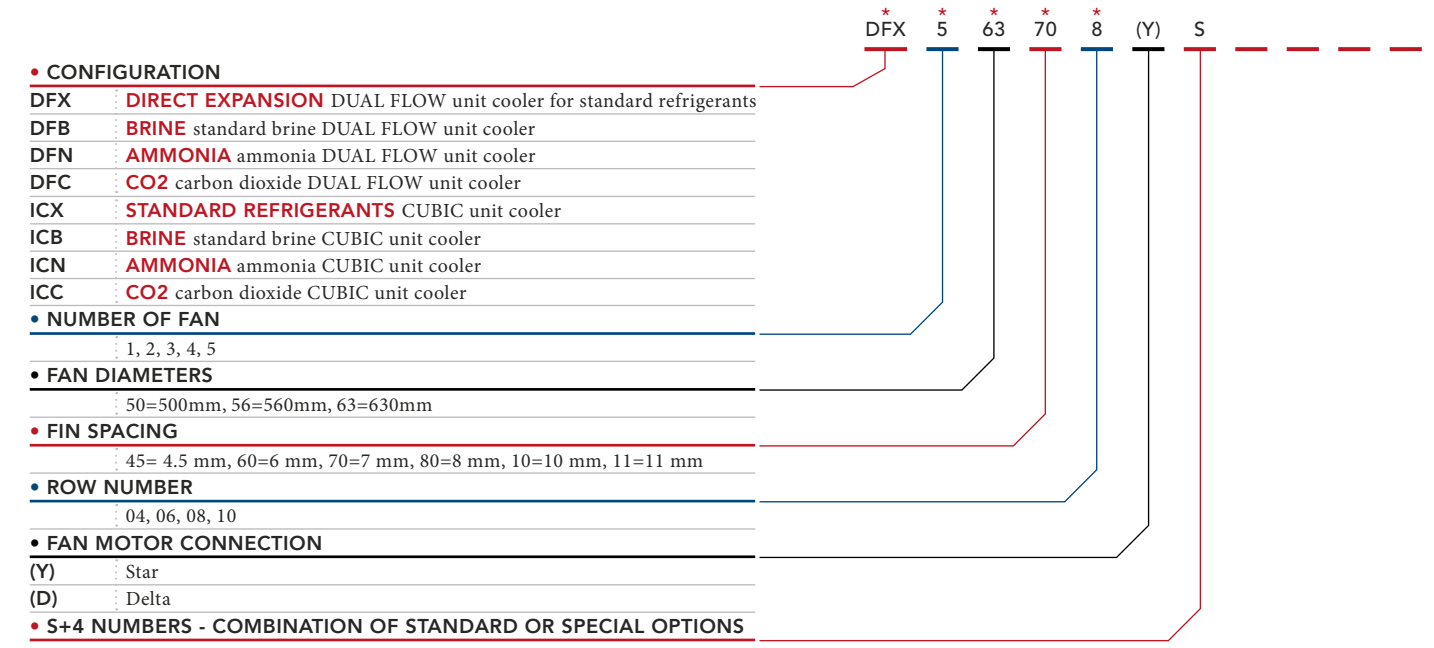 * * * * *
DFX 5 63 70 8 (Y) S
• CONFIGURATION
DFX DIRECT EXPANSION DUAL FLOW unit cooler for standard refrigerants
DFB BRINE standard brine DUAL FLOW unit cooler
DFN AMMONIA ammonia DUAL FLOW unit cooler
DFC CO2 carbon dioxide DUAL FLOW unit cooler
ICX STANDARD REFRIGERANTS CUBIC unit cooler
ICB BRINE standard brine CUBIC unit cooler
ICN AMMONIA ammonia CUBIC unit cooler
ICC CO2 carbon dioxide CUBIC unit cooler
• NUMBER OF FAN
1, 2, 3, 4, 5
• FAN DIAMETERS
50=500mm, 56=560mm, 63=630mm
• FIN SPACING
45= 4.5 mm, 60=6 mm, 70=7 mm, 80=8 mm, 10=10 mm, 11=11 mm
• ROW NUMBER
04, 06, 08, 10
• FAN MOTOR CONNECTION
(Y) Star
(D) Delta
• S+4 NUMBERS - COMBINATION OF STANDARD OR SPECIAL OPTIONS